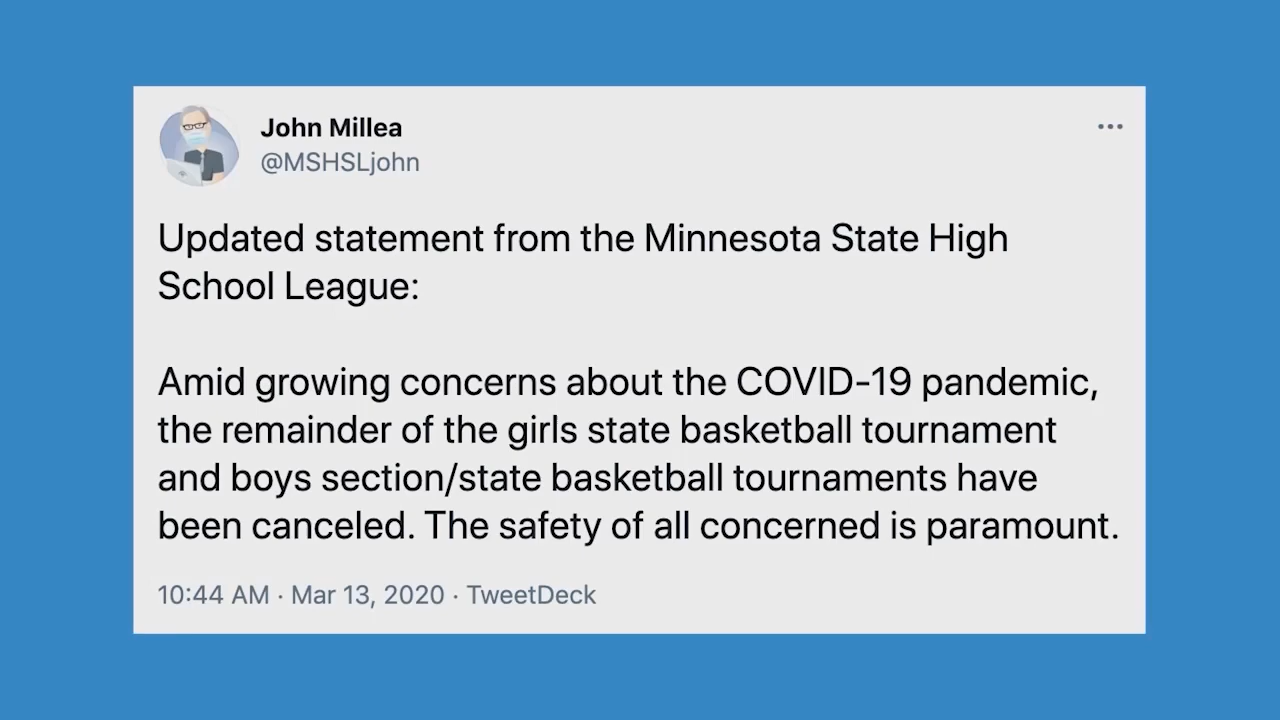 John Millea
@MSHSLjohn
Updated statement from the Minnesota State High
School League:
Amid growing concerns about the COVID-19 pandemic,
the remainder of the girls state basketball tournament
and boys section/state basketball tournaments have
been canceled. The safety of all concerned is paramount.
10:44 AM · Mar 13, 2020 · TweetDeck